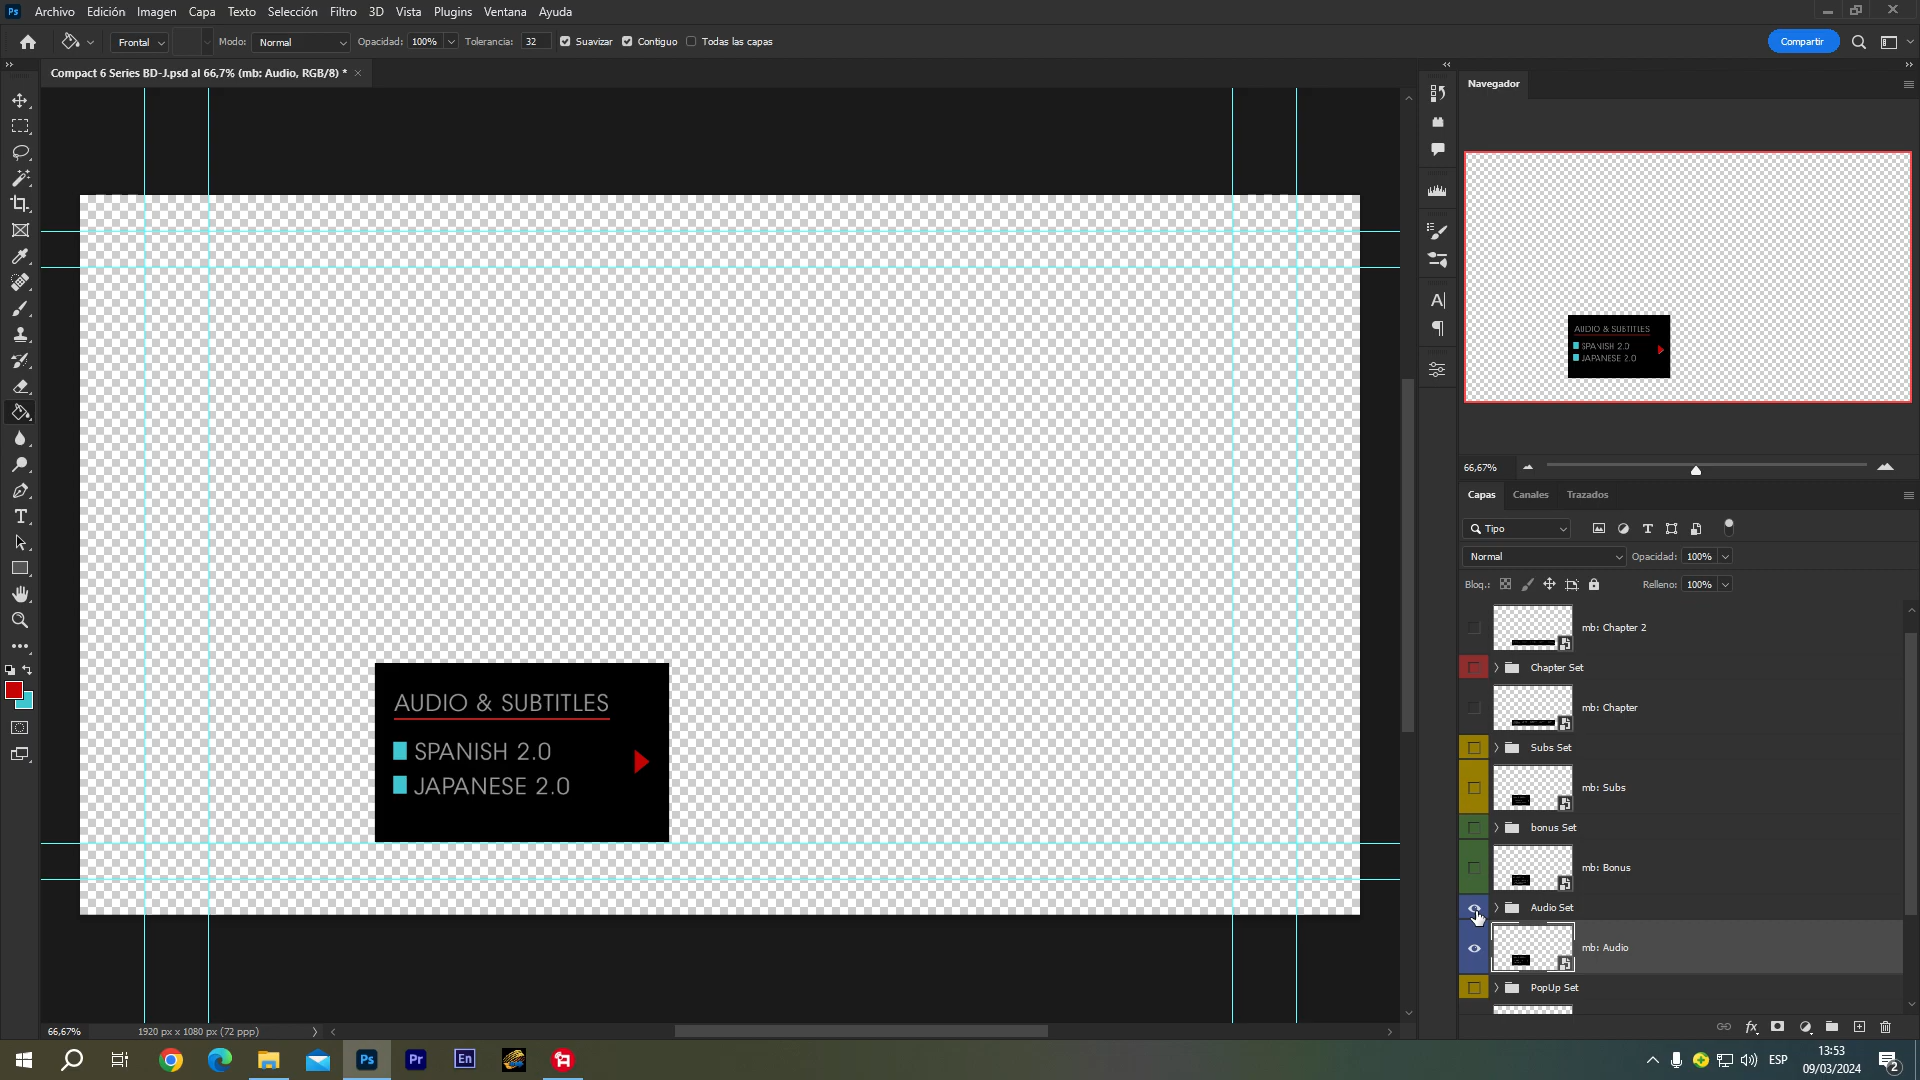 Ps Archivo Edición Imagen Capa Texto Selección Filtro 3D Vista Plugins Ventana Ayuda
Frontal Modo: Normal Opacidad: 100% Tolerancia: 32 Suavizar Contiguo Todas las capas Compartir
Compact 6 Series BD-J.psd al 66,7% (mb: Audio, RGB/8) * ×
Navegador
AUDIO & SUBTITLES
SPANISH 2.0
JAPANESE 2.0
66,67%
Capas Canales Trazados
Tipo
Normal Opacidad: 100%
Bloq.: Relleno: 100%
mb: Chapter 2
Chapter Set
mb: Chapter
Subs Set
mb: Subs
bonus Set
mb: Bonus
Audio Set
mb: Audio
PopUp Set
AUDIO & SUBTITLES
SPANISH 2.0
JAPANESE 2.0
66,67% 1920 px x 1080 px (72 ppp)
Ps Pr En ESP
13:53
09/03/2024
2